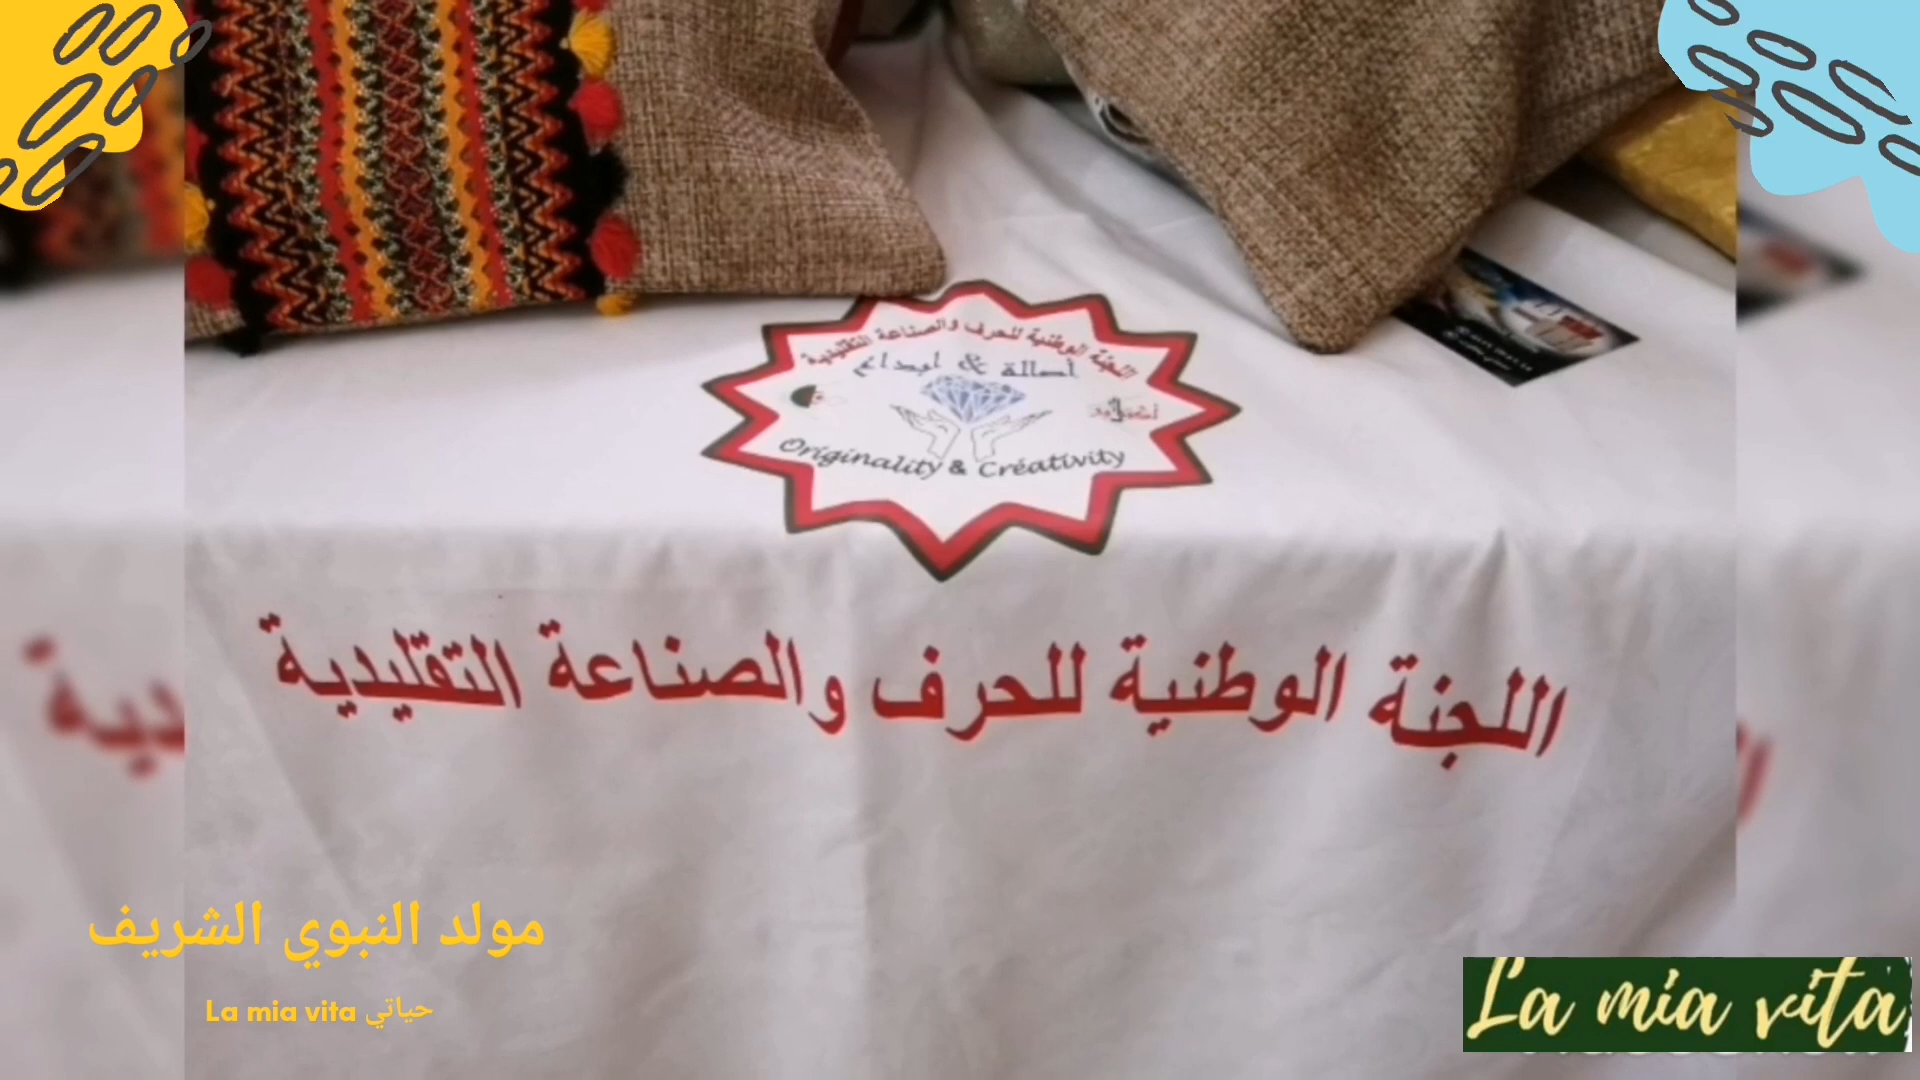 اللجنة الوطنية للحرف والصناعة التقليدية
أصالة & ابداع
Originality & Créativity
اللجنة الوطنية للحرف والصناعة التقليدية
مولد النبوي الشريف
La mia vita حياتي
La mia vita